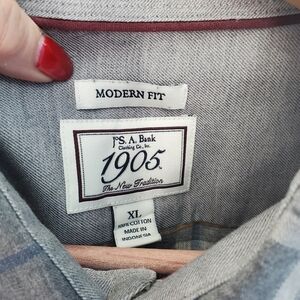 MODERN FIT
JoS. A. Bank
Clothing Co., Inc.
1905
The New Tradition
XL
100% COTTON
MADE IN
INDONESIA